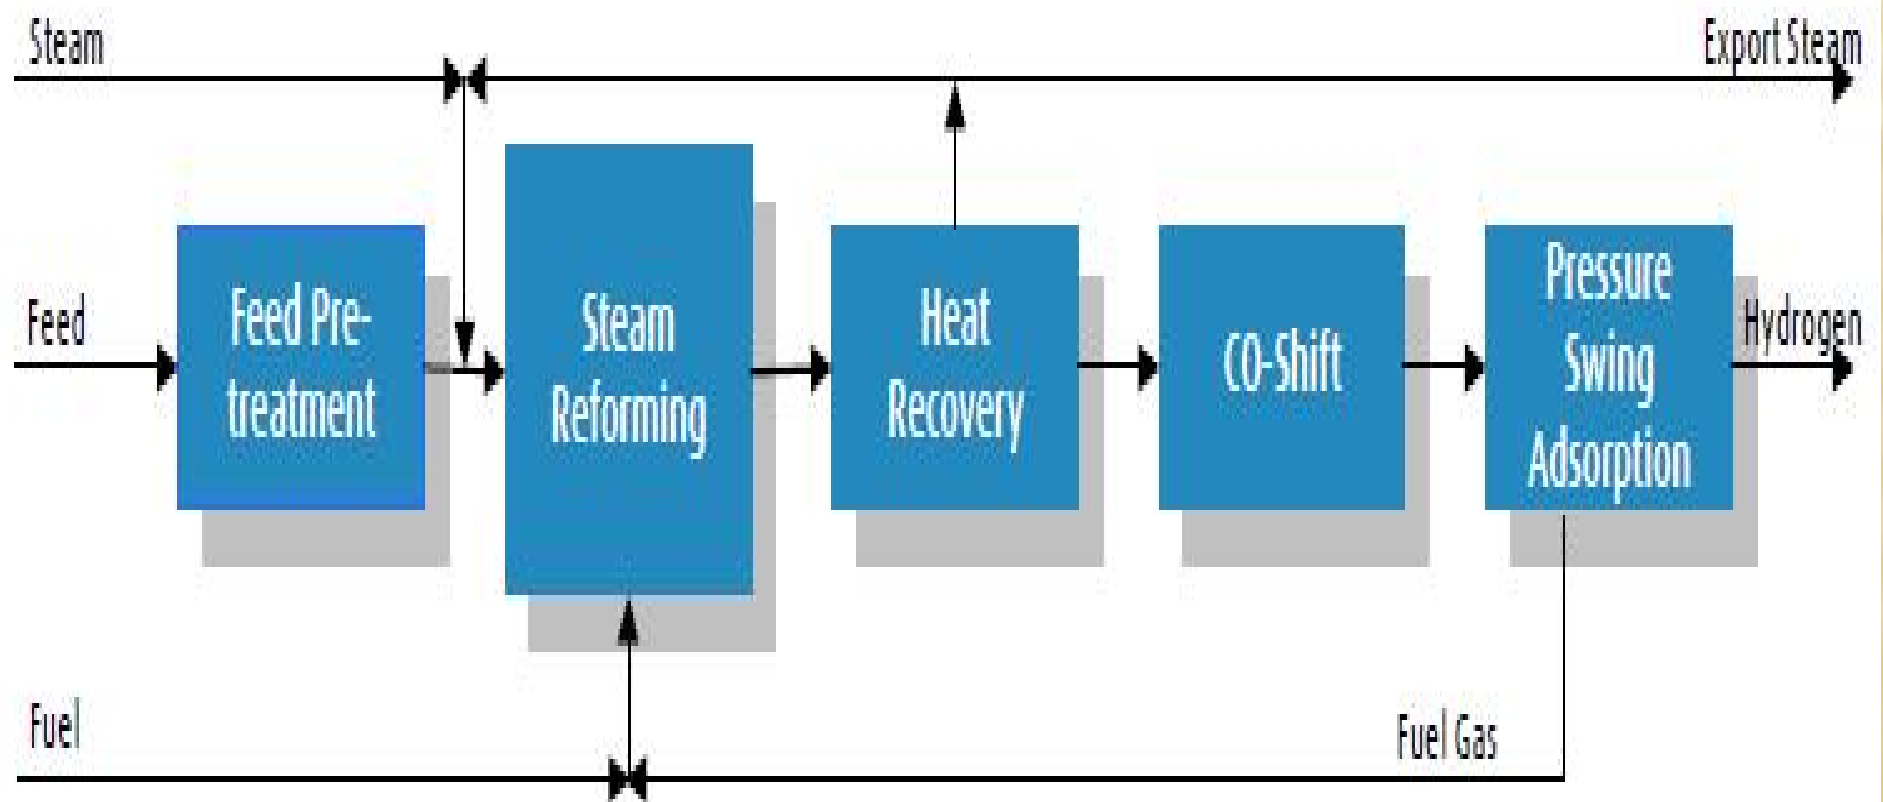 Steam
Export Steam
Feed
Feed Pre-
treatment
Steam
Reforming
Heat
Recovery
CO-Shift
Pressure
Swing
Adsorption
Hydrogen
Fuel
Fuel Gas